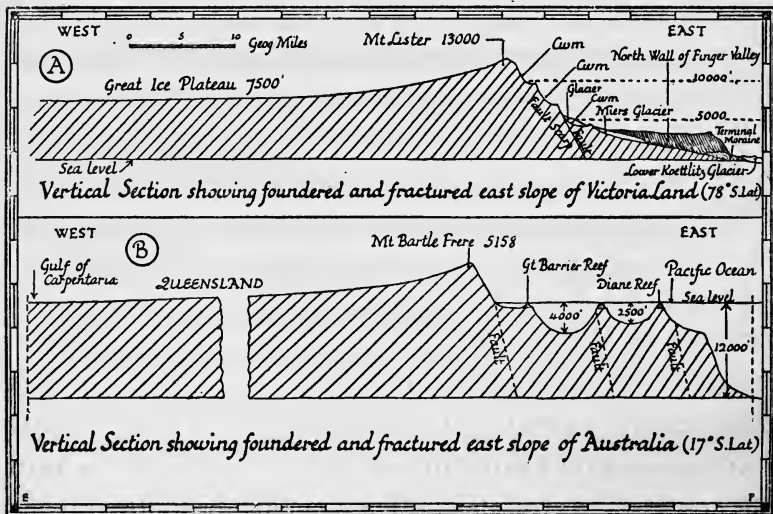 WEST
EAST
0 5 10 Geog Miles
Mt Lister 13000
A
Cwm
North Wall of Finger Valley
Cwm
10000'
Great Ice Plateau 7500'
Glacier
Cwm
Miers Glacier
5000
Terminal
Moraine
Fault Scarp
Fault
Sea level
Lower Koettlitz Glacier
Vertical Section showing foundered and fractured east slope of Victoria Land (78° S. Lat)
WEST
B
EAST
Mt Bartle Frere 5158
Gulf of
Carpentaria
QUEENSLAND
Gt Barrier Reef
Diane Reef
Pacific Ocean
Sea level
4000'
2500'
12000'
Fault
Fault
Fault
Vertical Section showing foundered and fractured east slope of Australia (17° S. Lat)
E
P